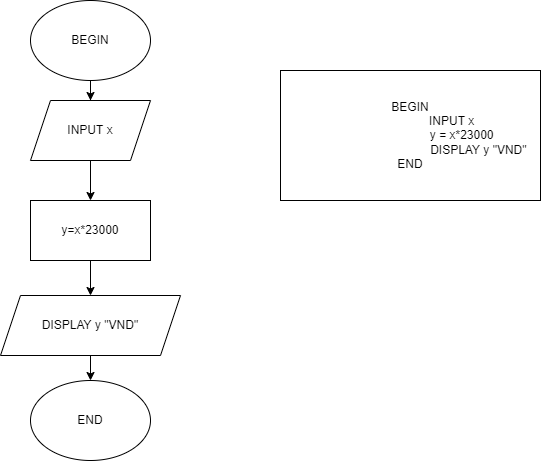 BEGIN
INPUT x
y=x*23000
DISPLAY y "VND"
END
BEGIN
INPUT x
y = x*23000
DISPLAY y "VND"
END